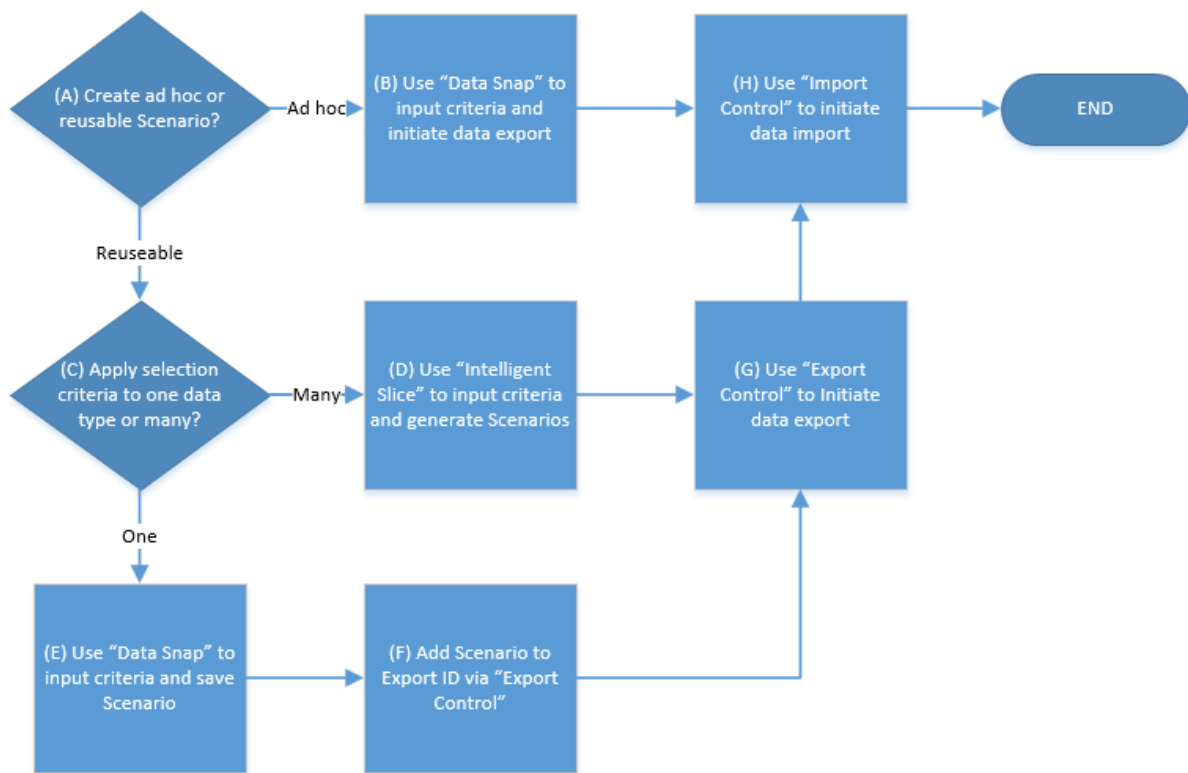 (A) Create ad hoc or
reusable Scenario?
Ad hoc
(B) Use “Data Snap” to
input criteria and
initiate data export
(H) Use “Import
Control” to initiate
data import
END
Reuseable
(C) Apply selection
criteria to one data
type or many?
Many
(D) Use “Intelligent
Slice” to input criteria
and generate Scenarios
(G) Use “Export
Control” to Initiate
data export
One
(E) Use “Data Snap” to
input criteria and save
Scenario
(F) Add Scenario to
Export ID via “Export
Control”